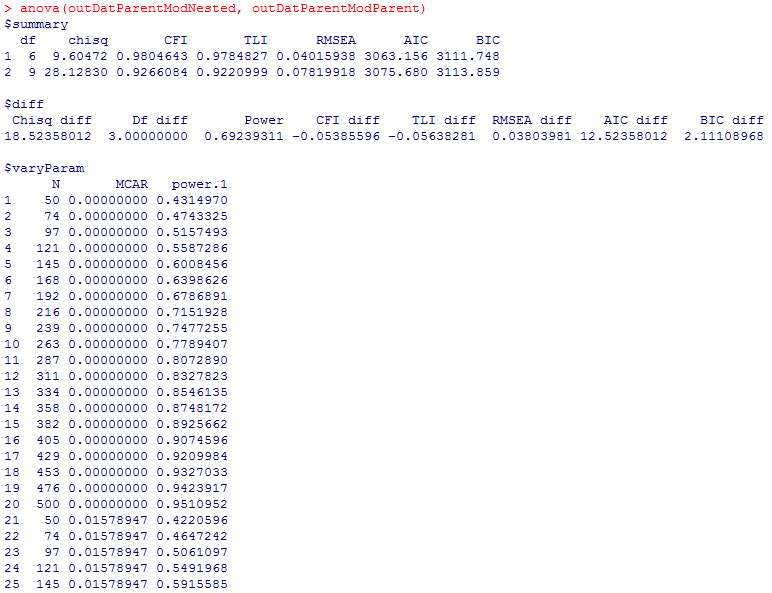 > anova(outDatParentModNested, outDatParentModParent)
$summary
  df    chisq       CFI       TLI      RMSEA      AIC      BIC
1  6  9.60472 0.9804643 0.9784827 0.04015938 3063.156 3111.748
2  9 28.12830 0.9266084 0.9220999 0.07819918 3075.680 3113.859
$diff
 Chisq diff     Df diff       Power    CFI diff    TLI diff  RMSEA diff    AIC diff    BIC diff
18.52358012  3.00000000  0.69239311 -0.05385596 -0.05638281  0.03803981 12.52358012  2.11108968
$varyParam
      N       MCAR   power.1
1    50 0.00000000 0.4314970
2    74 0.00000000 0.4743325
3    97 0.00000000 0.5157493
4   121 0.00000000 0.5587286
5   145 0.00000000 0.6008456
6   168 0.00000000 0.6398626
7   192 0.00000000 0.6786891
8   216 0.00000000 0.7151928
9   239 0.00000000 0.7477255
10  263 0.00000000 0.7789407
11  287 0.00000000 0.8072890
12  311 0.00000000 0.8327823
13  334 0.00000000 0.8546135
14  358 0.00000000 0.8748172
15  382 0.00000000 0.8925662
16  405 0.00000000 0.9074596
17  429 0.00000000 0.9209984
18  453 0.00000000 0.9327033
19  476 0.00000000 0.9423917
20  500 0.00000000 0.9510952
21   50 0.01578947 0.4220596
22   74 0.01578947 0.4647242
23   97 0.01578947 0.5061097
24  121 0.01578947 0.5491968
25  145 0.01578947 0.5915585